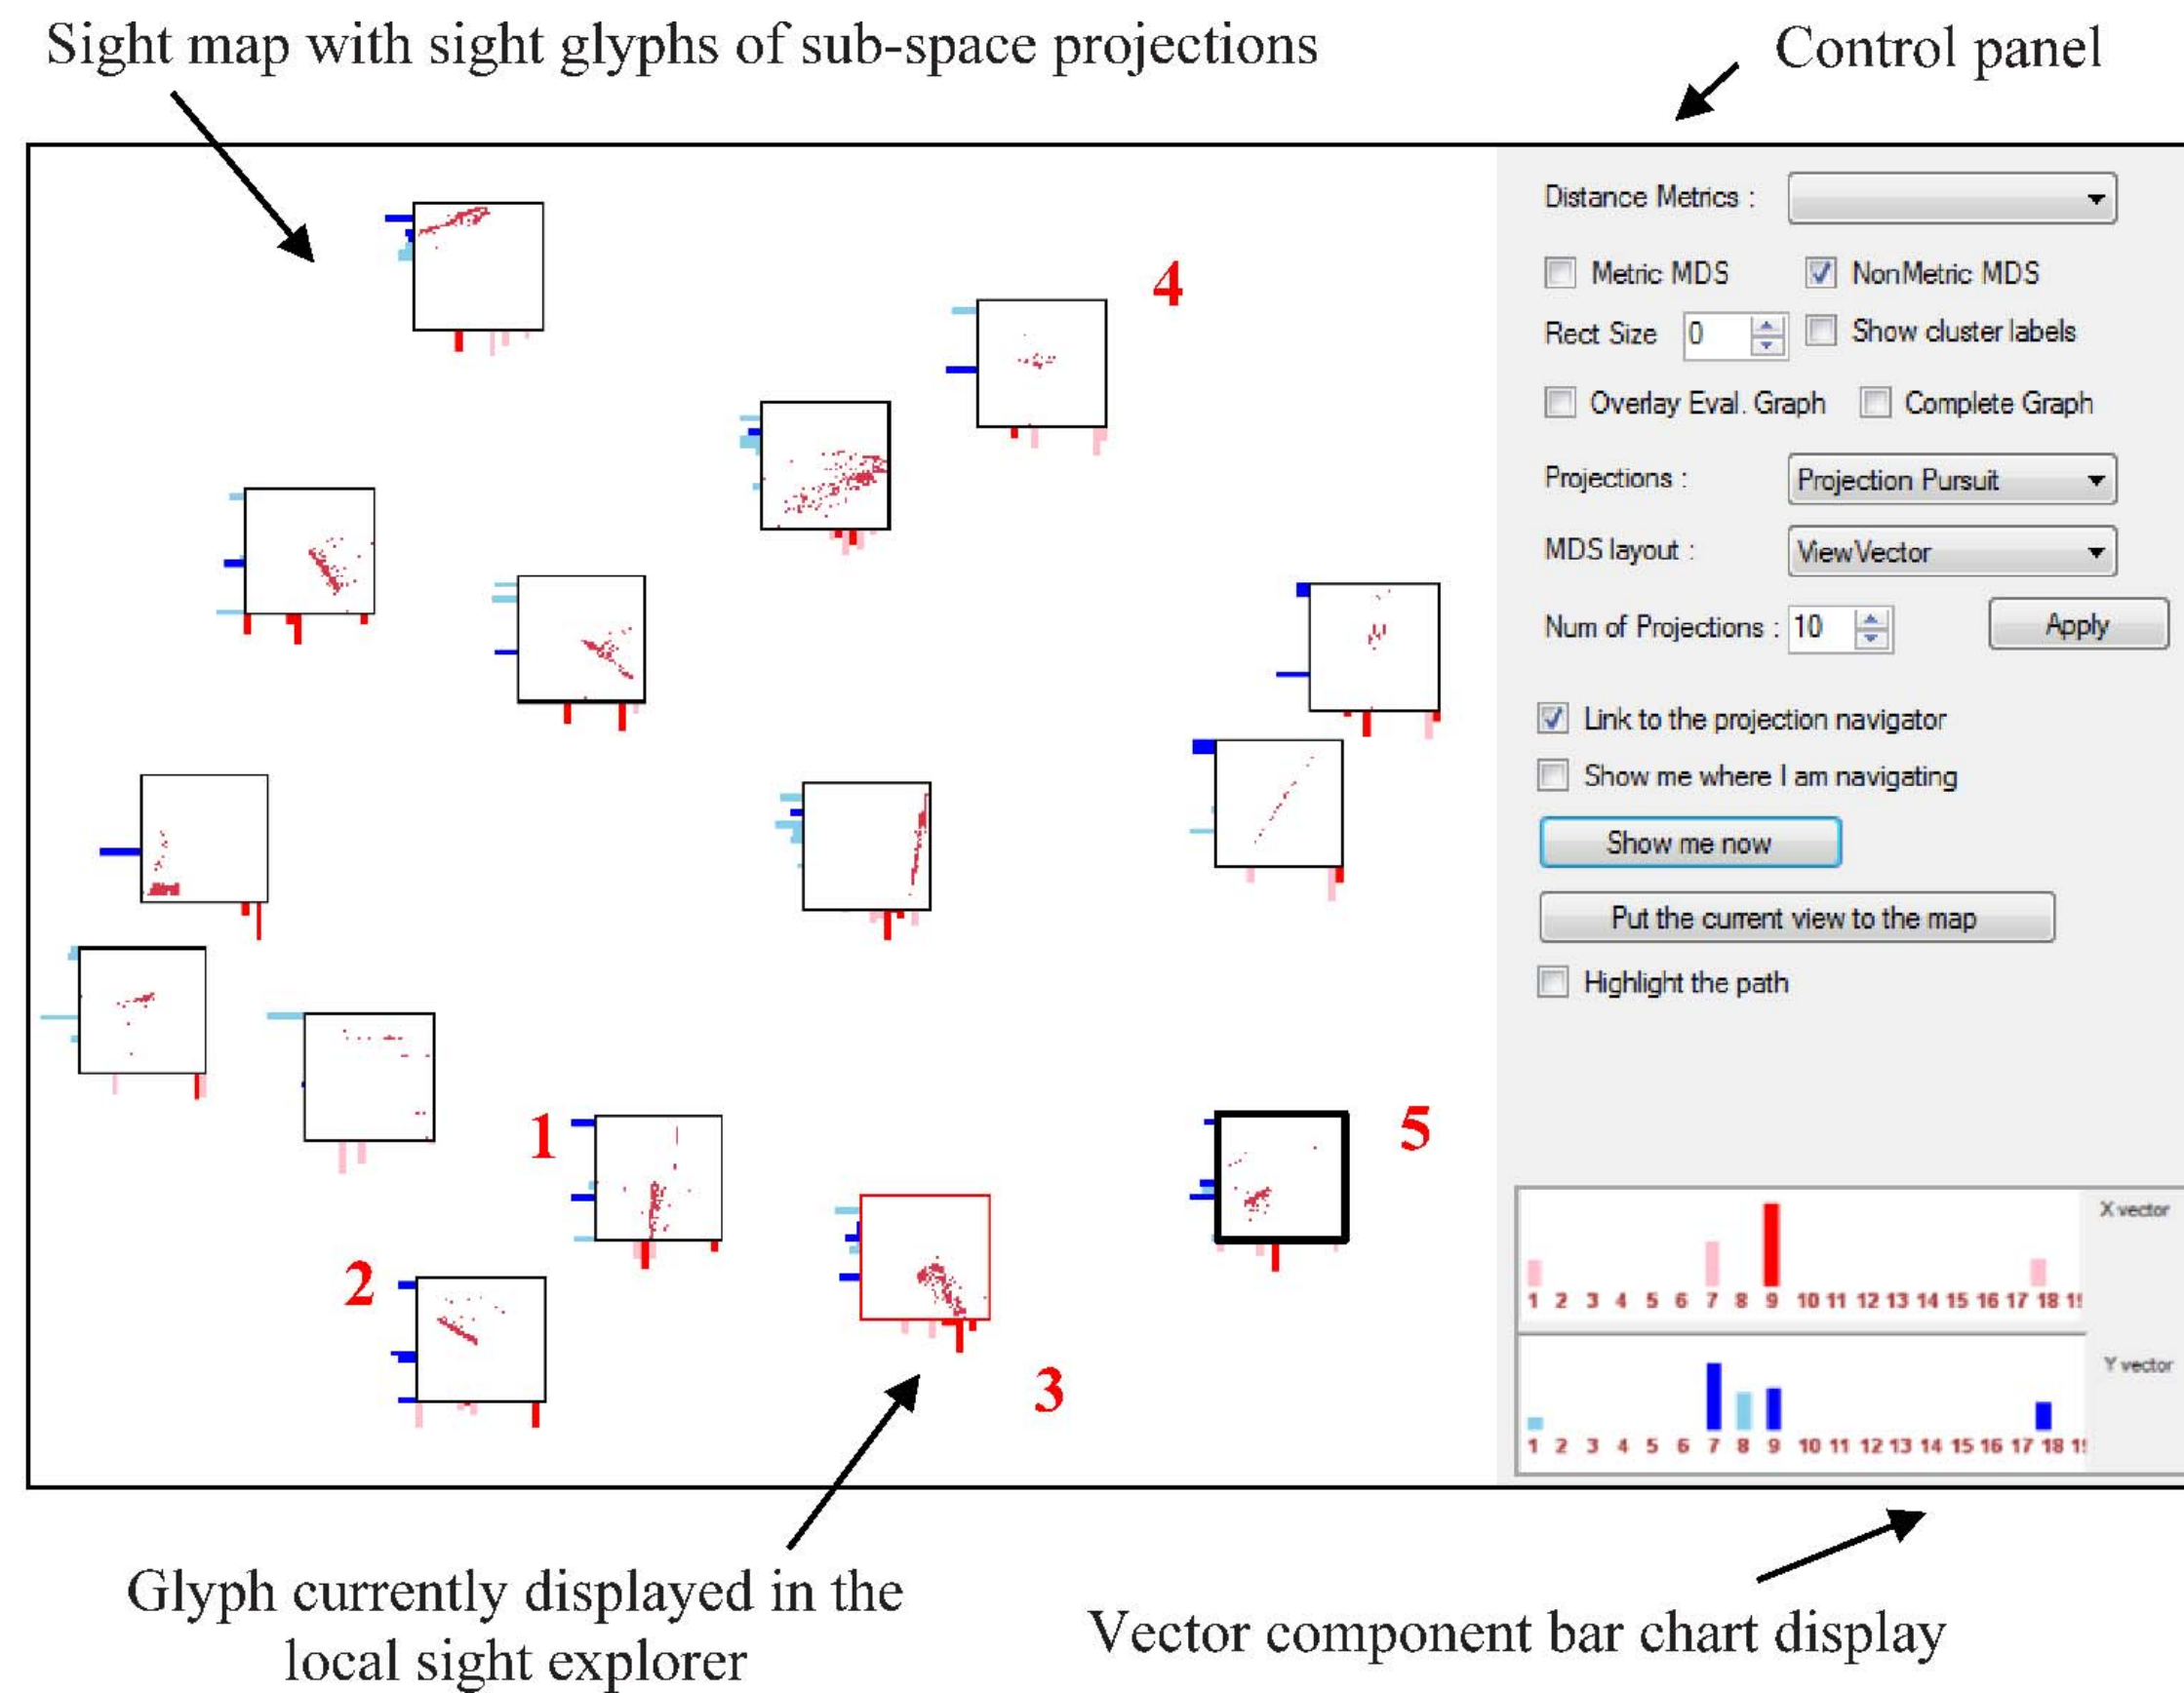 Sight map with sight glyphs of sub-space projections
Control panel
Distance Metrics :
Metric MDS
NonMetric MDS
Rect Size 0
Show cluster labels
Overlay Eval. Graph
Complete Graph
Projections : Projection Pursuit
MDS layout : ViewVector
Num of Projections : 10
Apply
Link to the projection navigator
Show me where I am navigating
Show me now
Put the current view to the map
Highlight the path
4
1
5
2
3
X vector
1 2 3 4 5 6 7 8 9 10 11 12 13 14 15 16 17 18
Y vector
1 2 3 4 5 6 7 8 9 10 11 12 13 14 15 16 17 18
Glyph currently displayed in the
local sight explorer
Vector component bar chart display